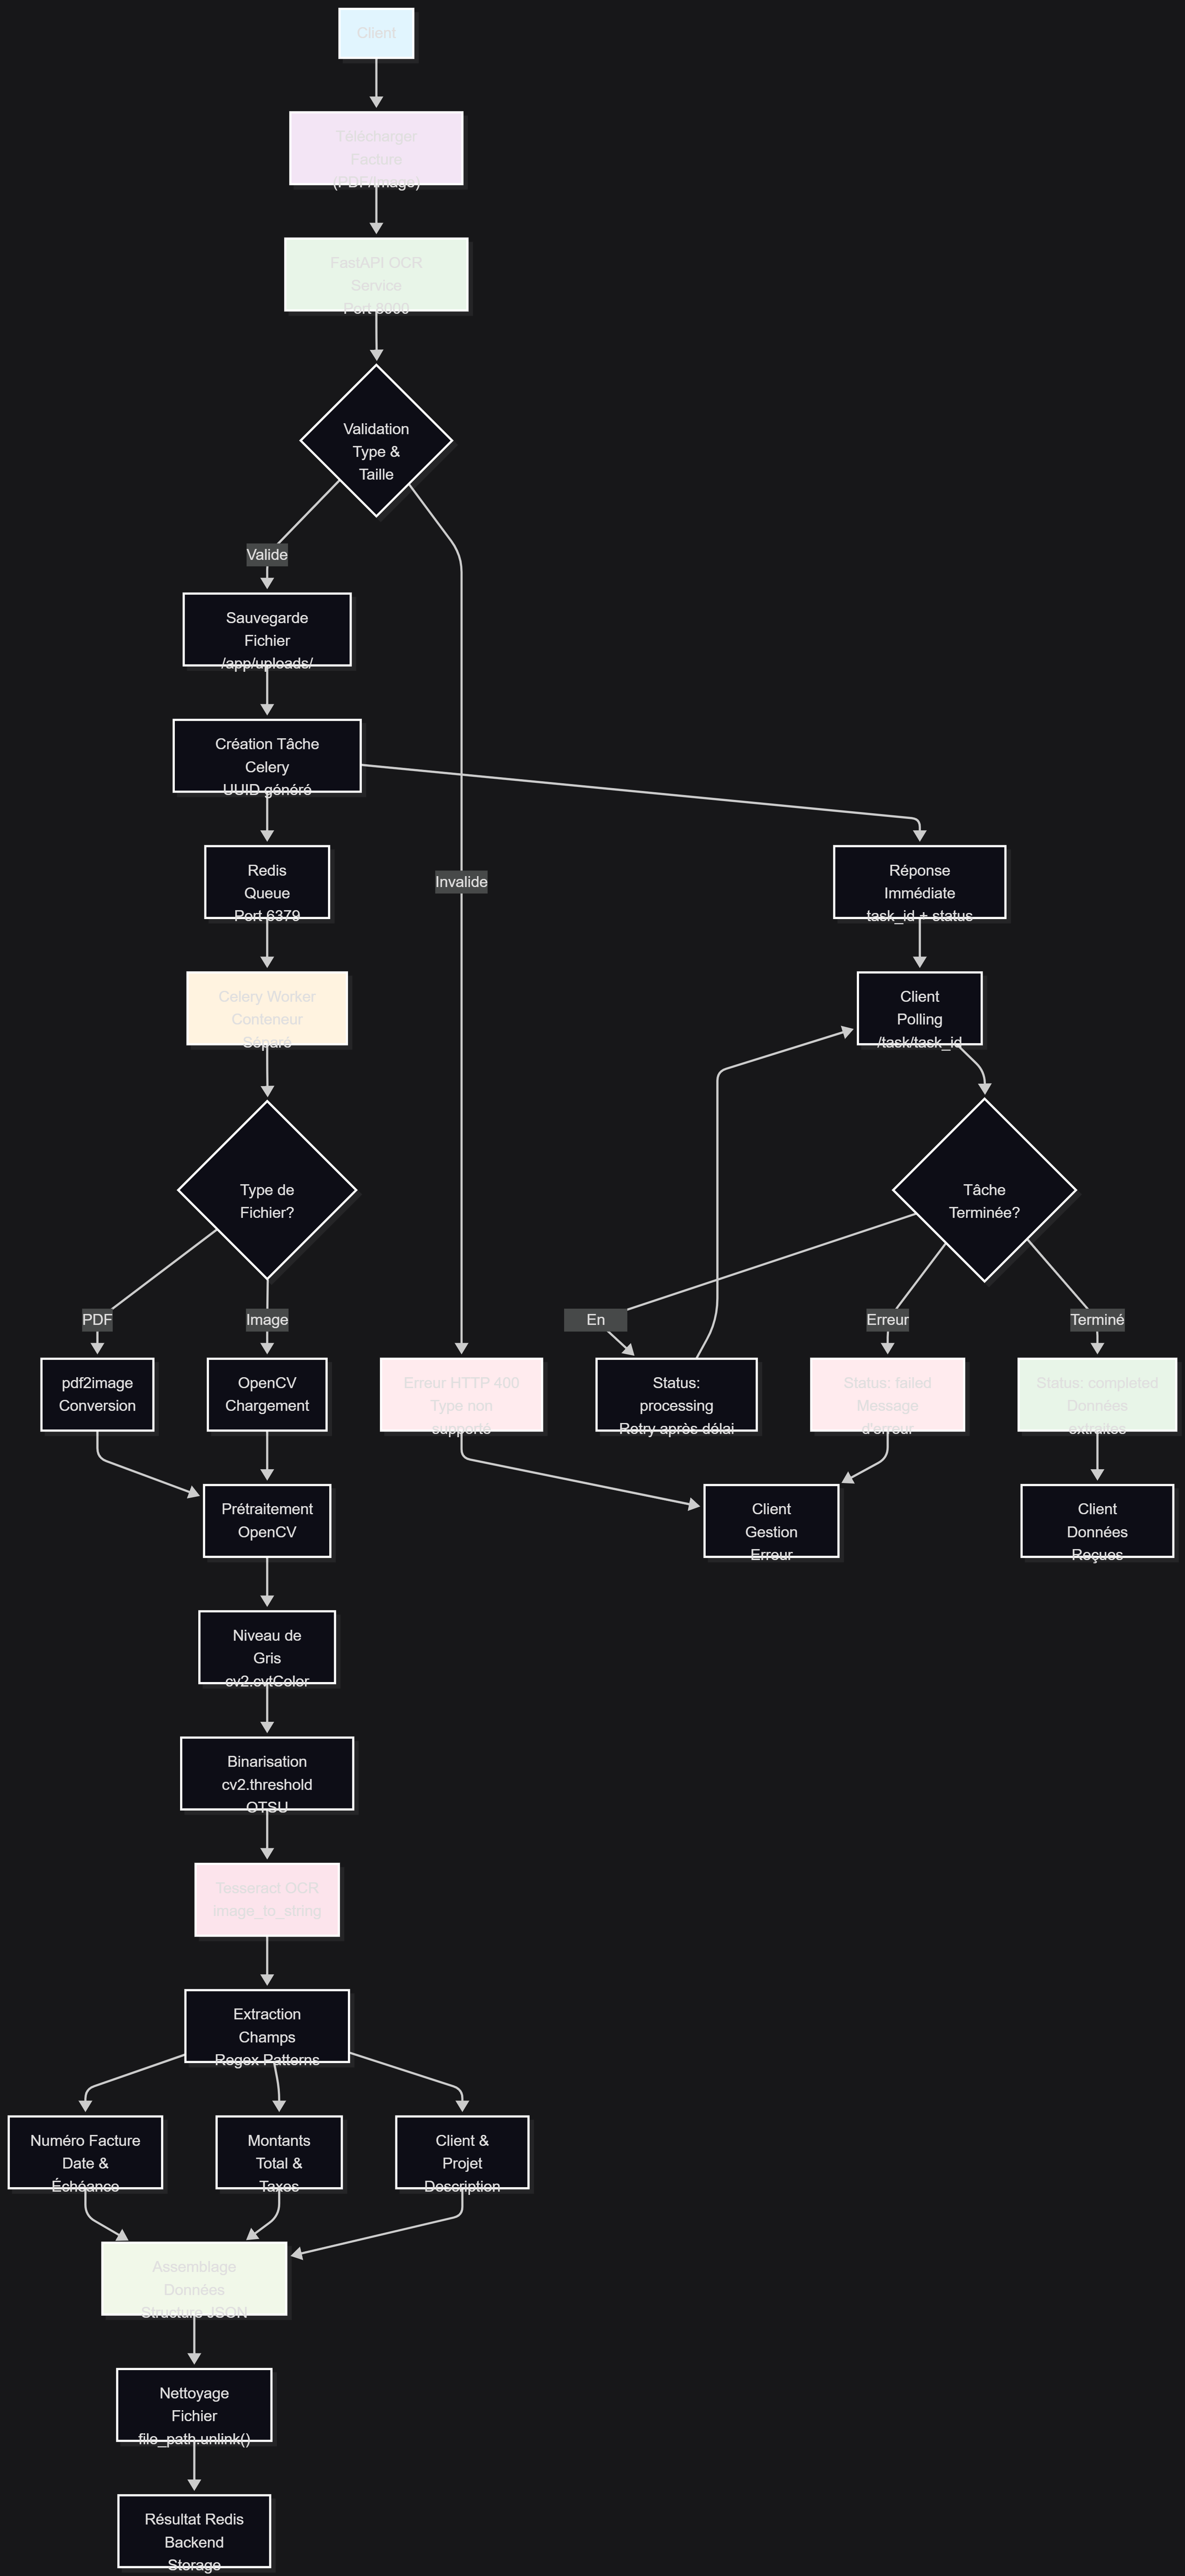 Client
Télécharger
Facture
(PDF/Image)
FastAPI OCR
Service
Port 8000
Validation
Type &
Taille
Valide
Invalide
Sauvegarde
Fichier
/app/uploads/
Création Tâche
Celery
UUID généré
Redis
Queue
Port 6379
Réponse
Immédiate
task_id + status
Celery Worker
Conteneur
Séparé
Client
Polling
/task/task_id
Type de
Fichier?
Tâche
Terminée?
PDF
Image
En
Erreur
Terminé
pdf2image
Conversion
OpenCV
Chargement
Erreur HTTP 400
Type non
supporté
Status:
processing
Retry après délai
Status: failed
Message
d'erreur
Status: completed
Données
extraites
Prétraitement
OpenCV
Client
Gestion
Erreur
Client
Données
Reçues
Niveau de
Gris
cv2.cvtColor
Binarisation
cv2.threshold
OTSU
Tesseract OCR
image_to_string
Extraction
Champs
Regex Patterns
Numéro Facture
Date &
Échéance
Montants
Total &
Taxes
Client &
Projet
Description
Assemblage
Données
Structure JSON
Nettoyage
Fichier
file_path.unlink()
Résultat Redis
Backend
Storage